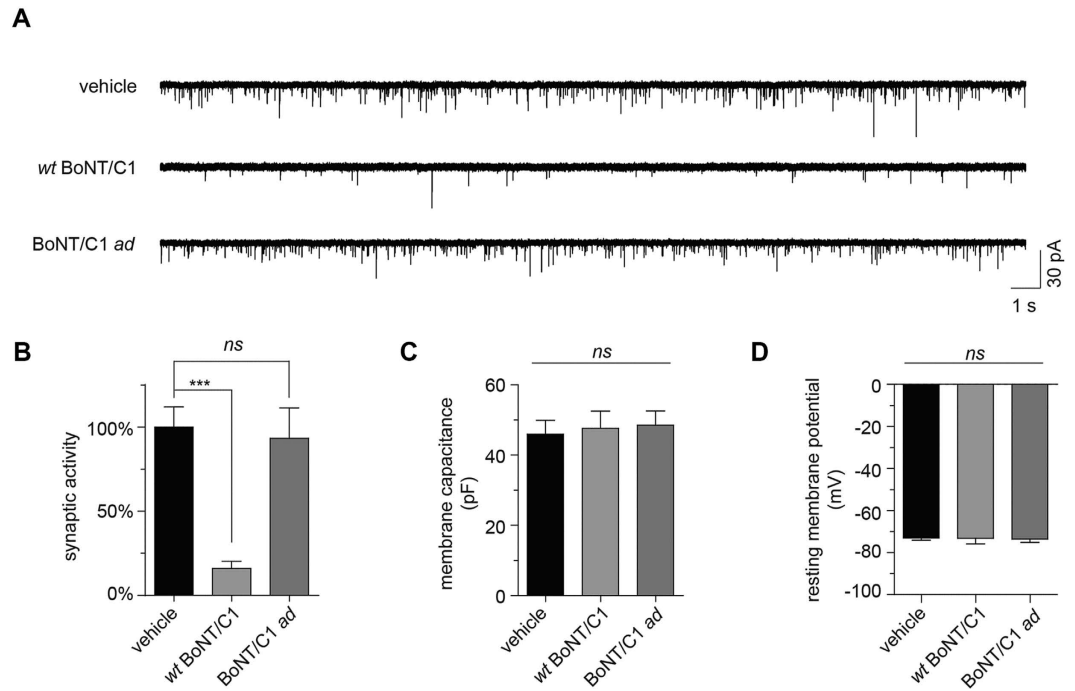 A
vehicle
wt BoNT/C1
BoNT/C1 ad
30 pA
1 s
B
ns
***
synaptic activity
100%
50%
0%
vehicle
wt BoNT/C1
BoNT/C1 ad
C
ns
membrane capacitance
(pF)
60
40
20
0
vehicle
wt BoNT/C1
BoNT/C1 ad
D
ns
resting membrane potential
(mV)
0
-20
-40
-60
-80
-100
vehicle
wt BoNT/C1
BoNT/C1 ad